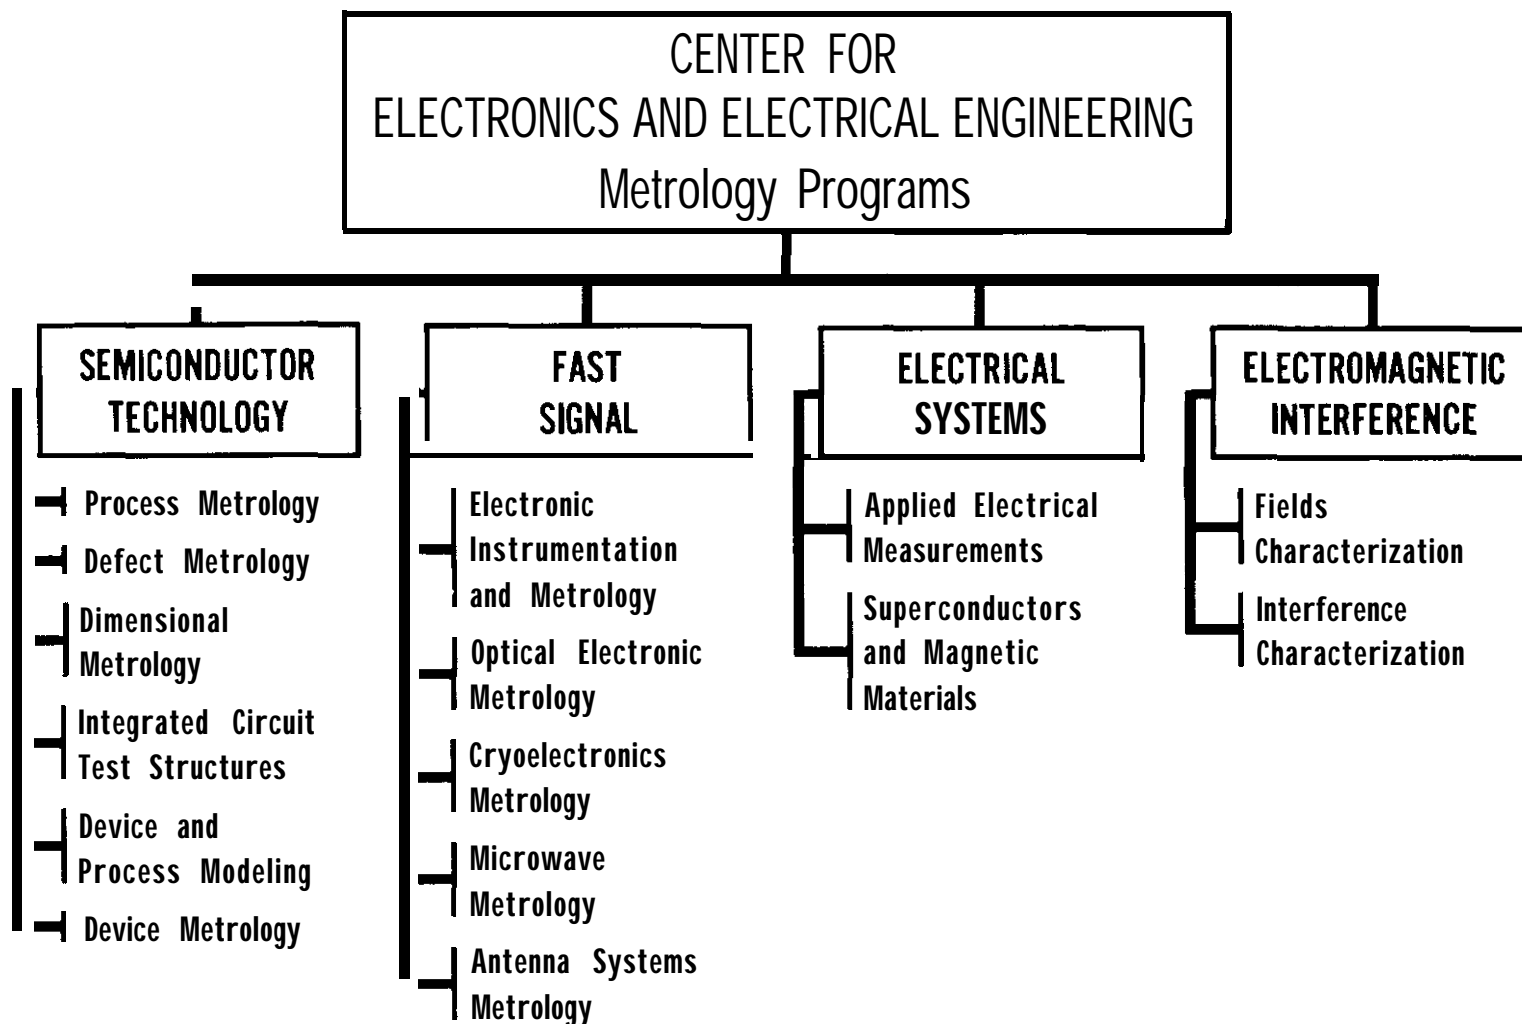 CENTER FOR
ELECTRONICS AND ELECTRICAL ENGINEERING
Metrology Programs
SEMICONDUCTOR
TECHNOLOGY
Process Metrology
Defect Metrology
Dimensional
Metrology
Integrated Circuit
Test Structures
Device and
Process Modeling
Device Metrology
FAST
SIGNAL
Electronic
Instrumentation
and Metrology
Optical Electronic
Metrology
Cryoelectronics
Metrology
Microwave
Metrology
Antenna Systems
Metrology
ELECTRICAL
SYSTEMS
Applied Electrical
Measurements
Superconductors
and Magnetic
Materials
ELECTROMAGNETIC
INTERFERENCE
Fields
Characterization
Interference
Characterization